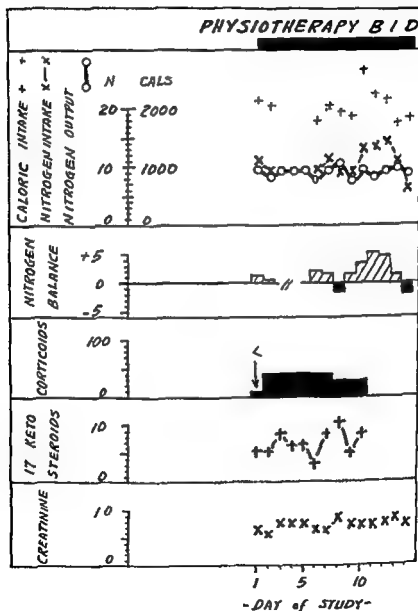 PHYSIOTHERAPY BID
CALORIC INTAKE + +
NITROGEN INTAKE x—x
NITROGEN OUTPUT
N CALS
20 2000
10 1000
0 0
NITROGEN
BALANCE
+5
0
-5
CORTICOIDS
100
0
<
17 KETO
STEROIDS
10
0
CREATININE
10
0
1 5 10
-DAY of STUDY-